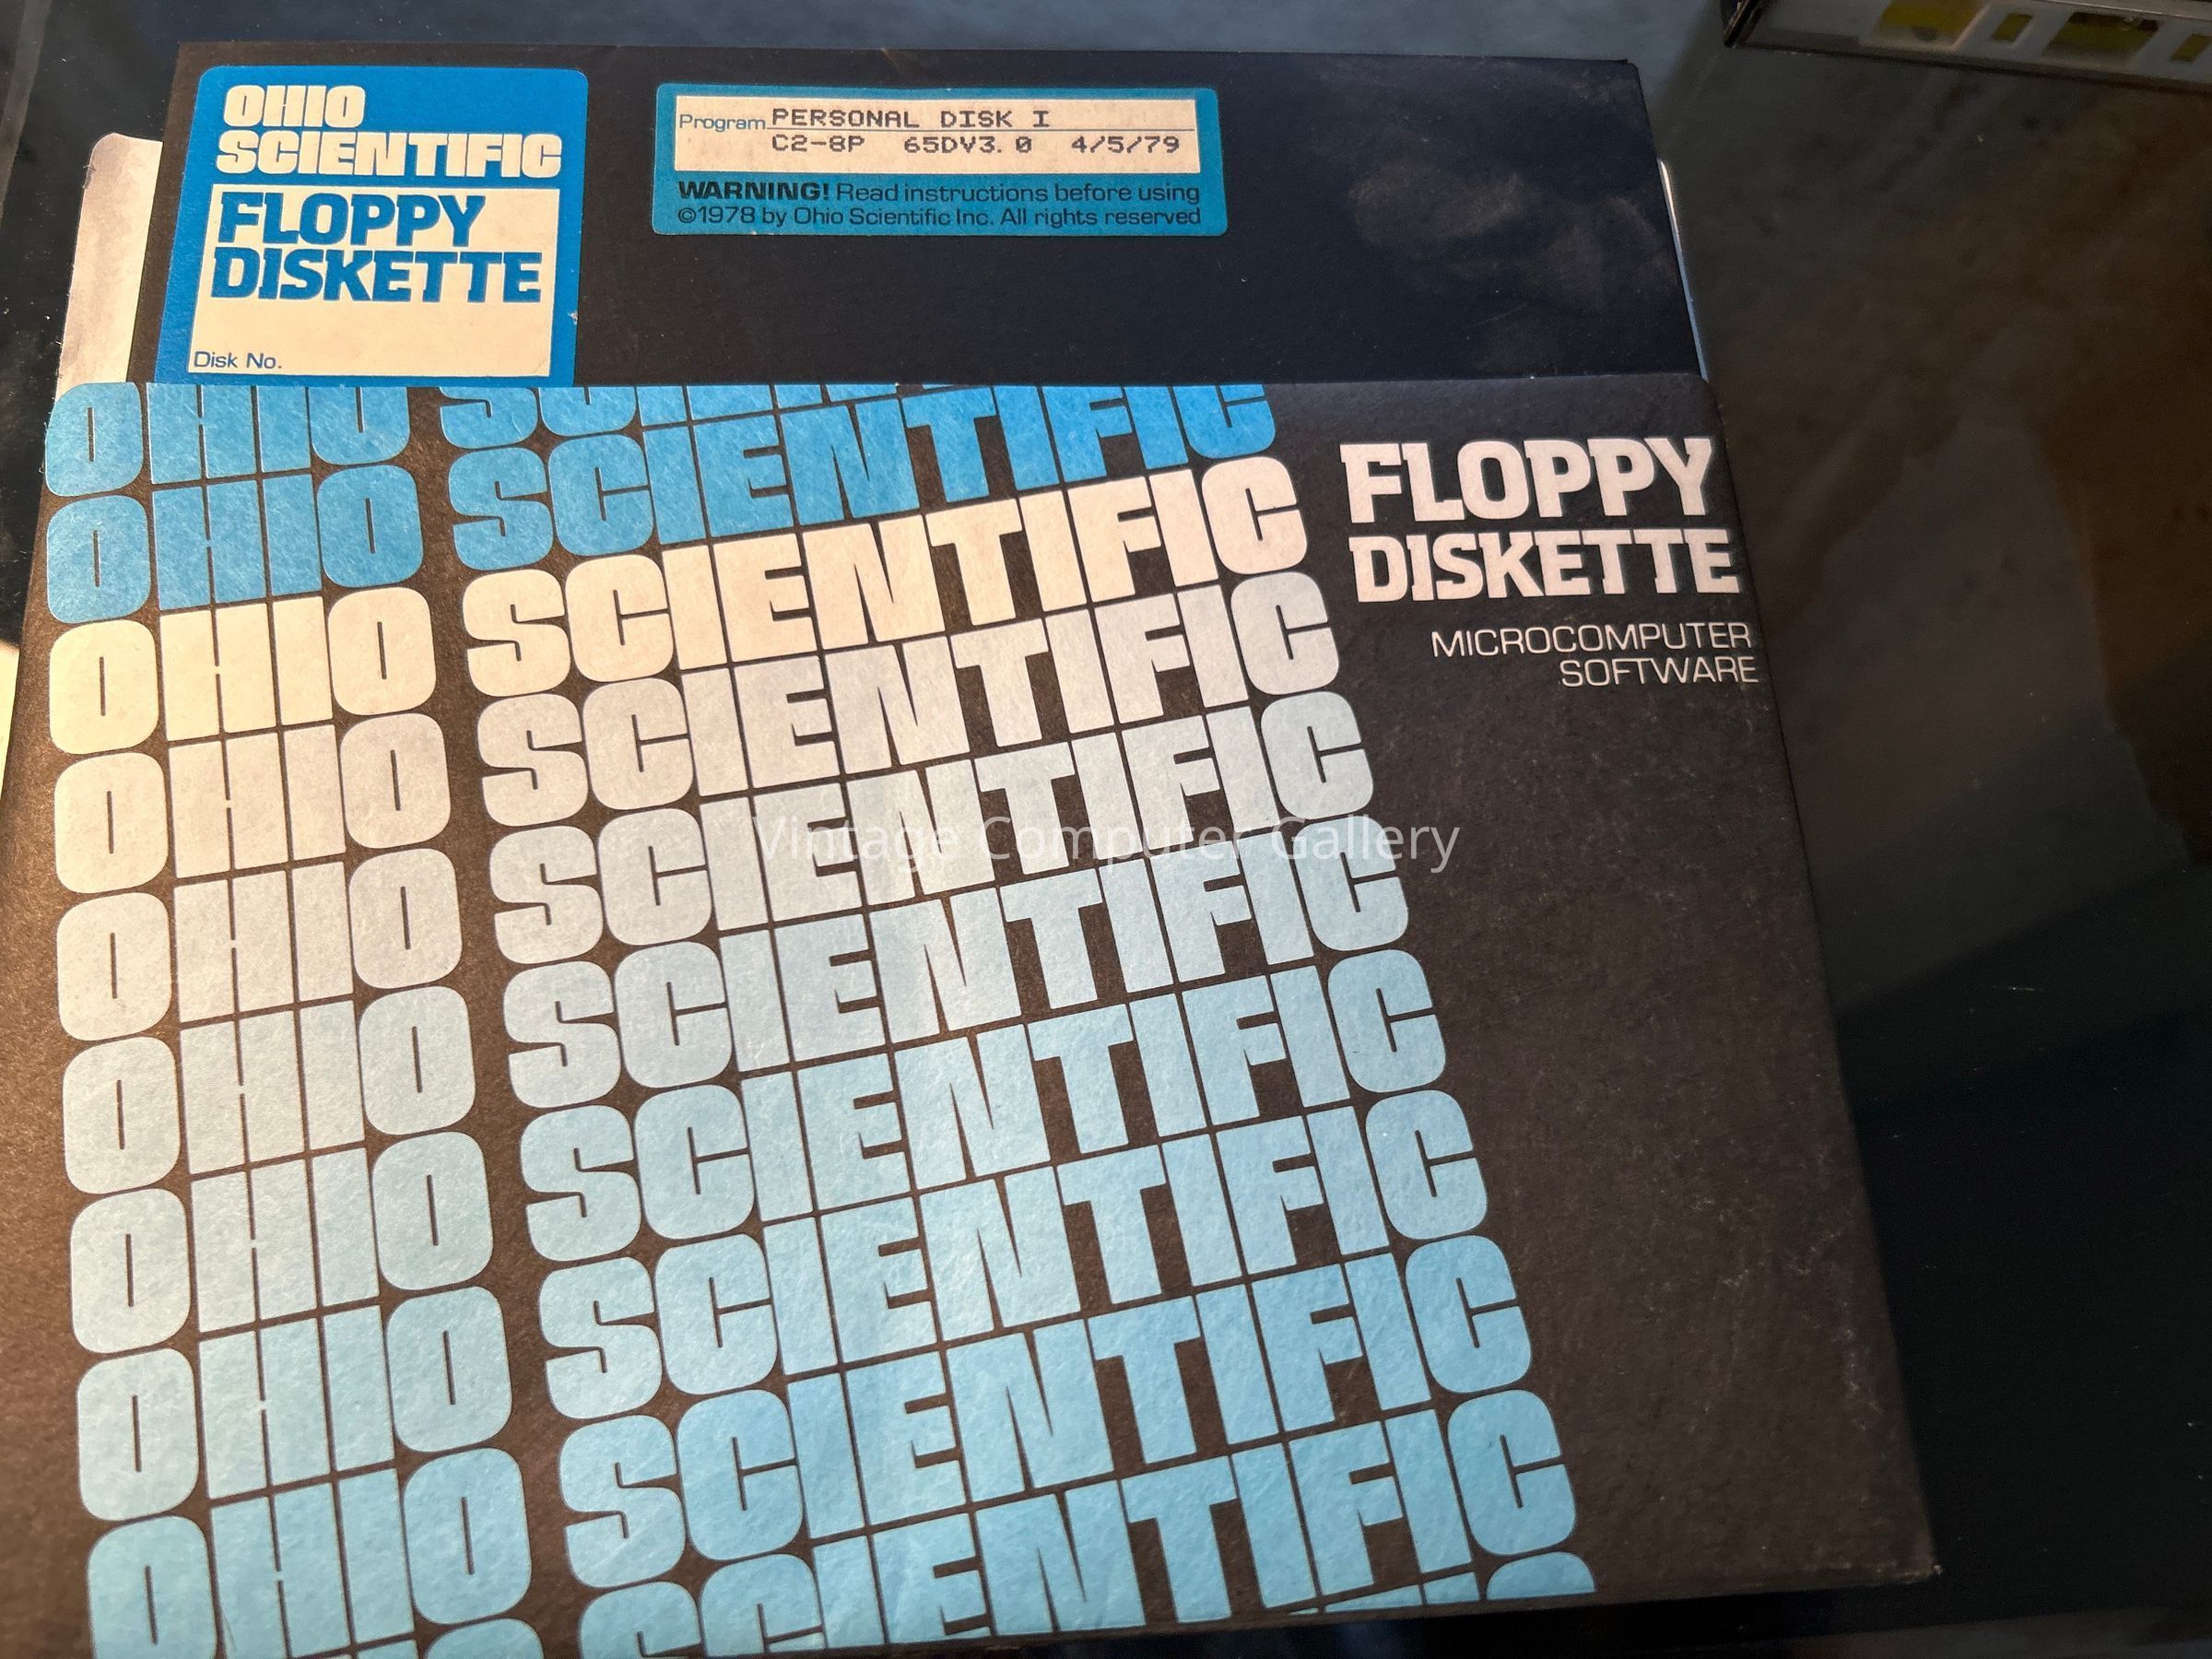 OHIO
SCIENTIFIC
FLOPPY
DISKETTE
Disk No.
Program PERSONAL DISK I
C2-8P 65DV3.0 4/5/79
WARNING! Read instructions before using
©1978 by Ohio Scientific Inc. All rights reserved
OHIO SCIENTIFIC
OHIO SCIENTIFIC
OHIO SCIENTIFIC
OHIO SCIENTIFIC
OHIO SCIENTIFIC
OHIO SCIENTIFIC
OHIO SCIENTIFIC
OHIO SCIENTIFIC
OHIO SCIENTIFIC
OHIO SCIENTIFIC
FLOPPY
DISKETTE
MICROCOMPUTER
SOFTWARE
Vintage Computer Gallery